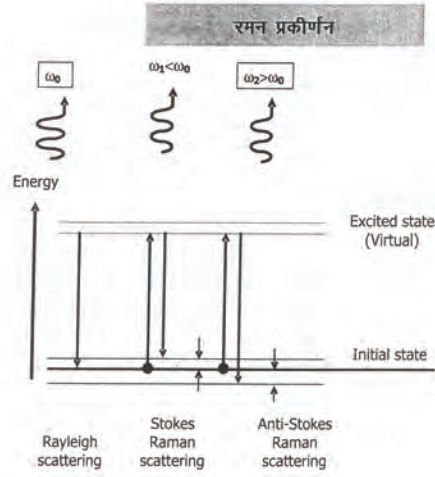 रमन प्रकीर्णन
ω₀
ω₁<ω₀
ω₂>ω₀
Energy
Excited state
(Virtual)
Initial state
Rayleigh
scattering
Stokes
Raman
scattering
Anti-Stokes
Raman
scattering